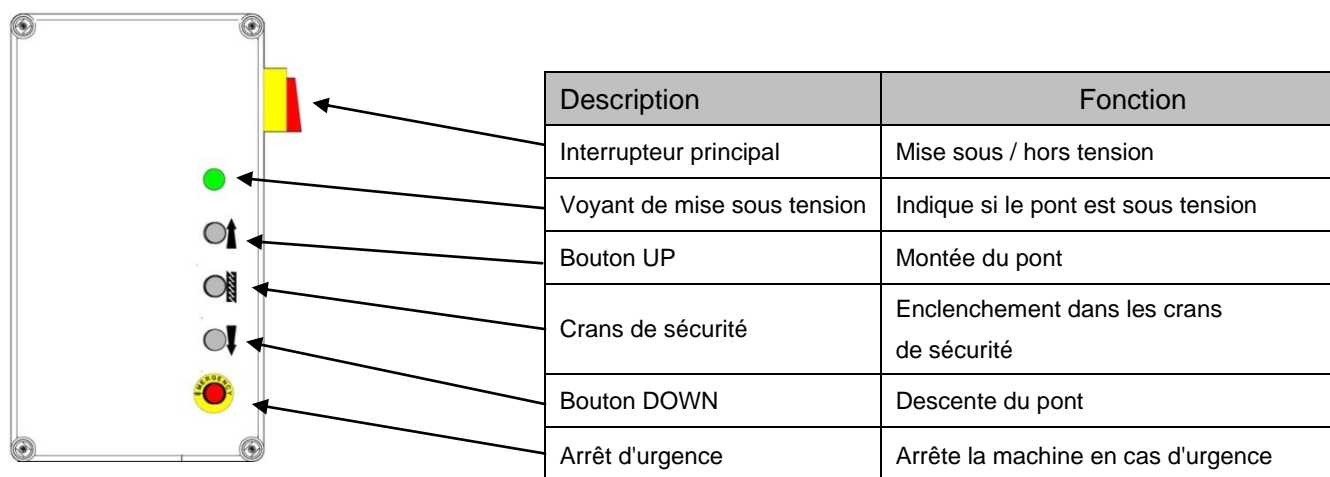 Description Fonction
Interrupteur principal Mise sous / hors tension
Voyant de mise sous tension Indique si le pont est sous tension
Bouton UP Montée du pont
Crans de sécurité Enclenchement dans les crans
de sécurité
Bouton DOWN Descente du pont
EMERGENCY
Arrêt d'urgence Arrête la machine en cas d'urgence